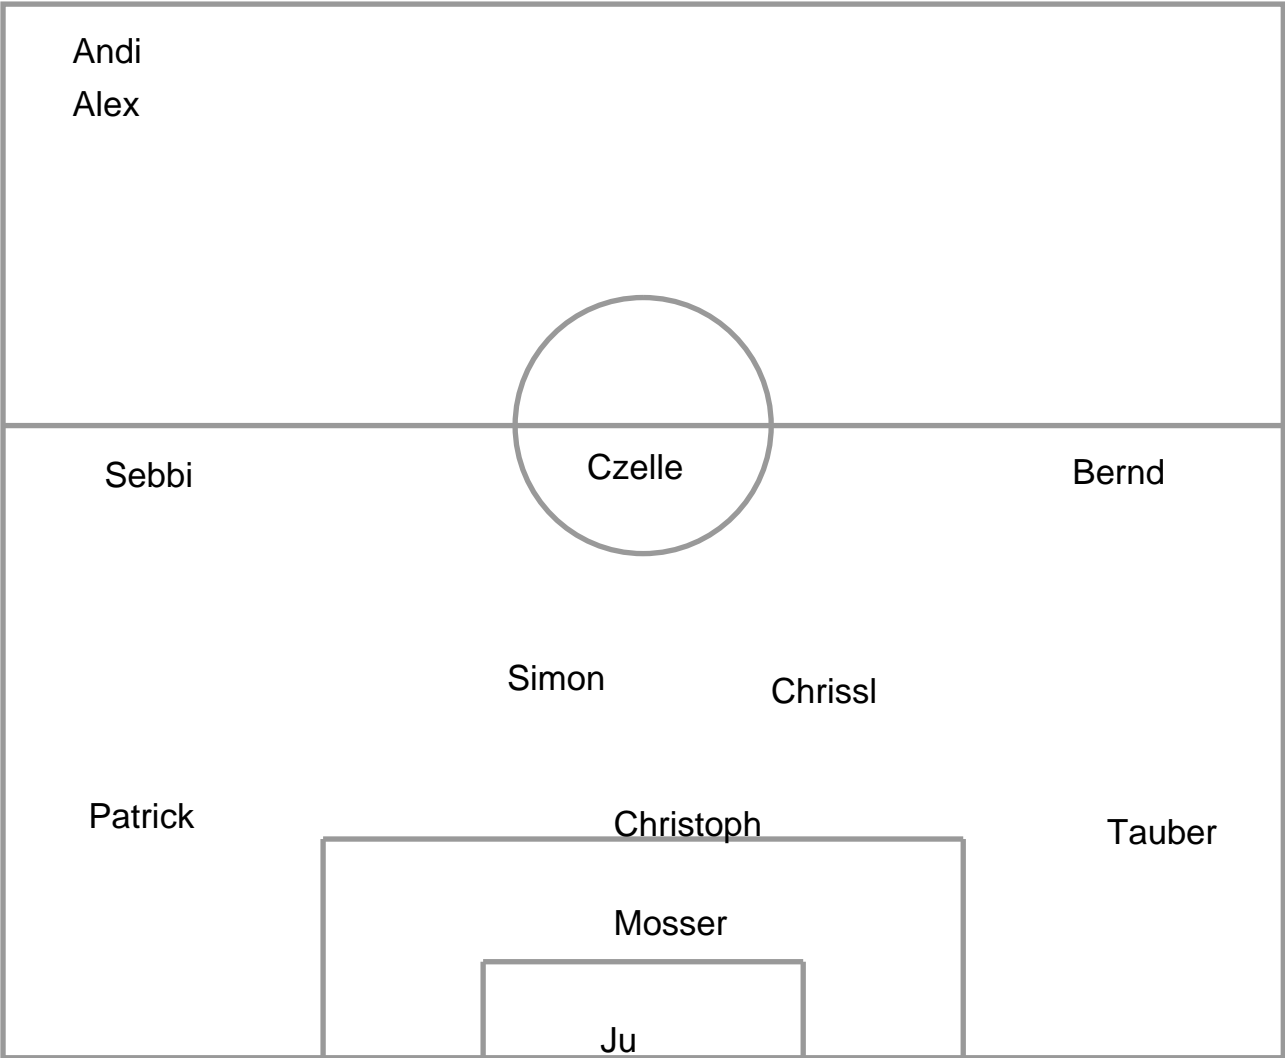 Andi
Alex
Sebbi
Czelle
Bernd
Simon
Chrissl
Patrick
Christoph
Tauber
Mosser
Ju